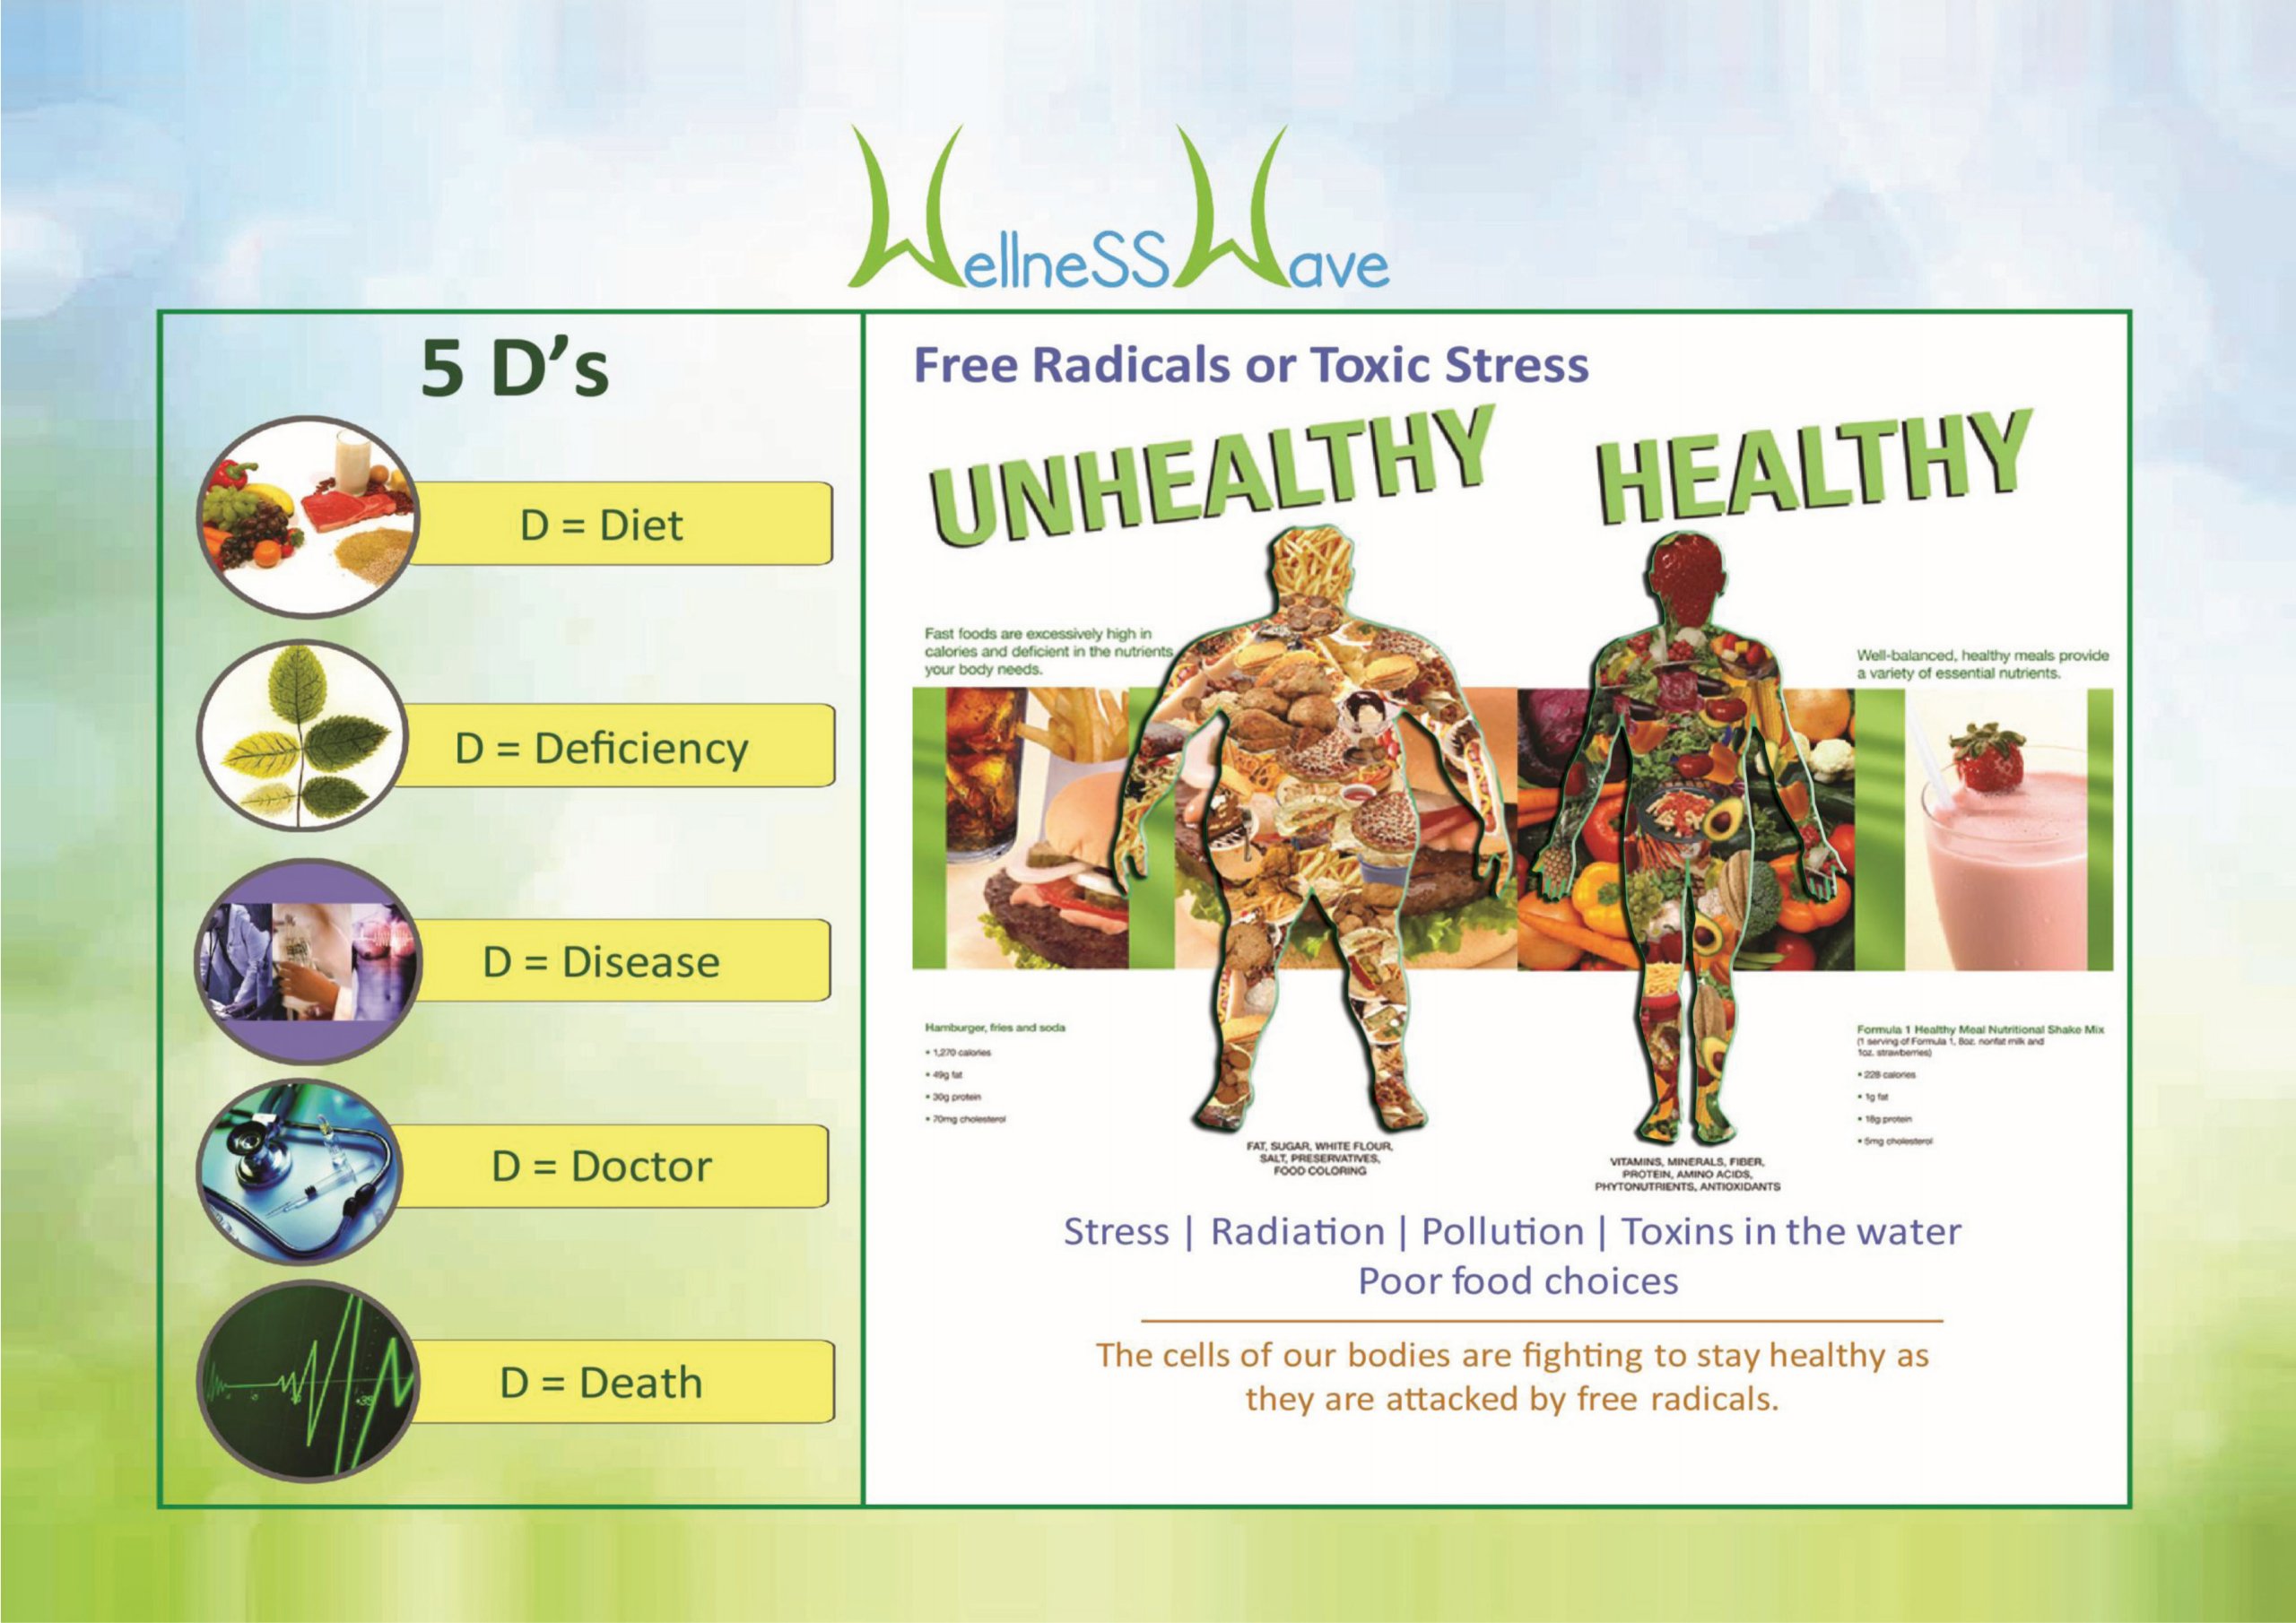 WellneSS Wave
5 D's
D = Diet
D = Deficiency
D = Disease
D = Doctor
D = Death
Free Radicals or Toxic Stress
UNHEALTHY
HEALTHY
Fast foods are excessively high in
calories and deficient in the nutrients
your body needs.
Well-balanced, healthy meals provide
a variety of essential nutrients.
Hamburger, fries and soda
• 1,270 calories
• 49g fat
• 30g protein
• 70mg cholesterol
FAT, SUGAR, WHITE FLOUR,
SALT, PRESERVATIVES,
FOOD COLORING
Formula 1 Healthy Meal Nutritional Shake Mix
(1 serving of Formula 1, 8oz. nonfat milk and
1oz. strawberries)
• 228 calories
• 1g fat
• 18g protein
• 5mg cholesterol
VITAMINS, MINERALS, FIBER,
PROTEIN, AMINO ACIDS,
PHYTONUTRIENTS, ANTIOXIDANTS
Stress | Radiation | Pollution | Toxins in the water
Poor food choices
The cells of our bodies are fighting to stay healthy as
they are attacked by free radicals.